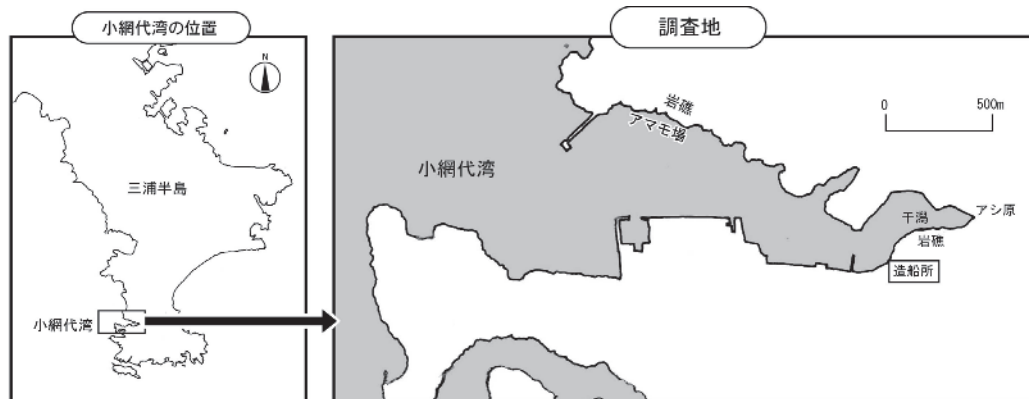 小網代湾の位置
N
三浦半島
小網代湾
調査地
岩礁
アマモ場
0 500m
小網代湾
干潟
アシ原
岩礁
造船所